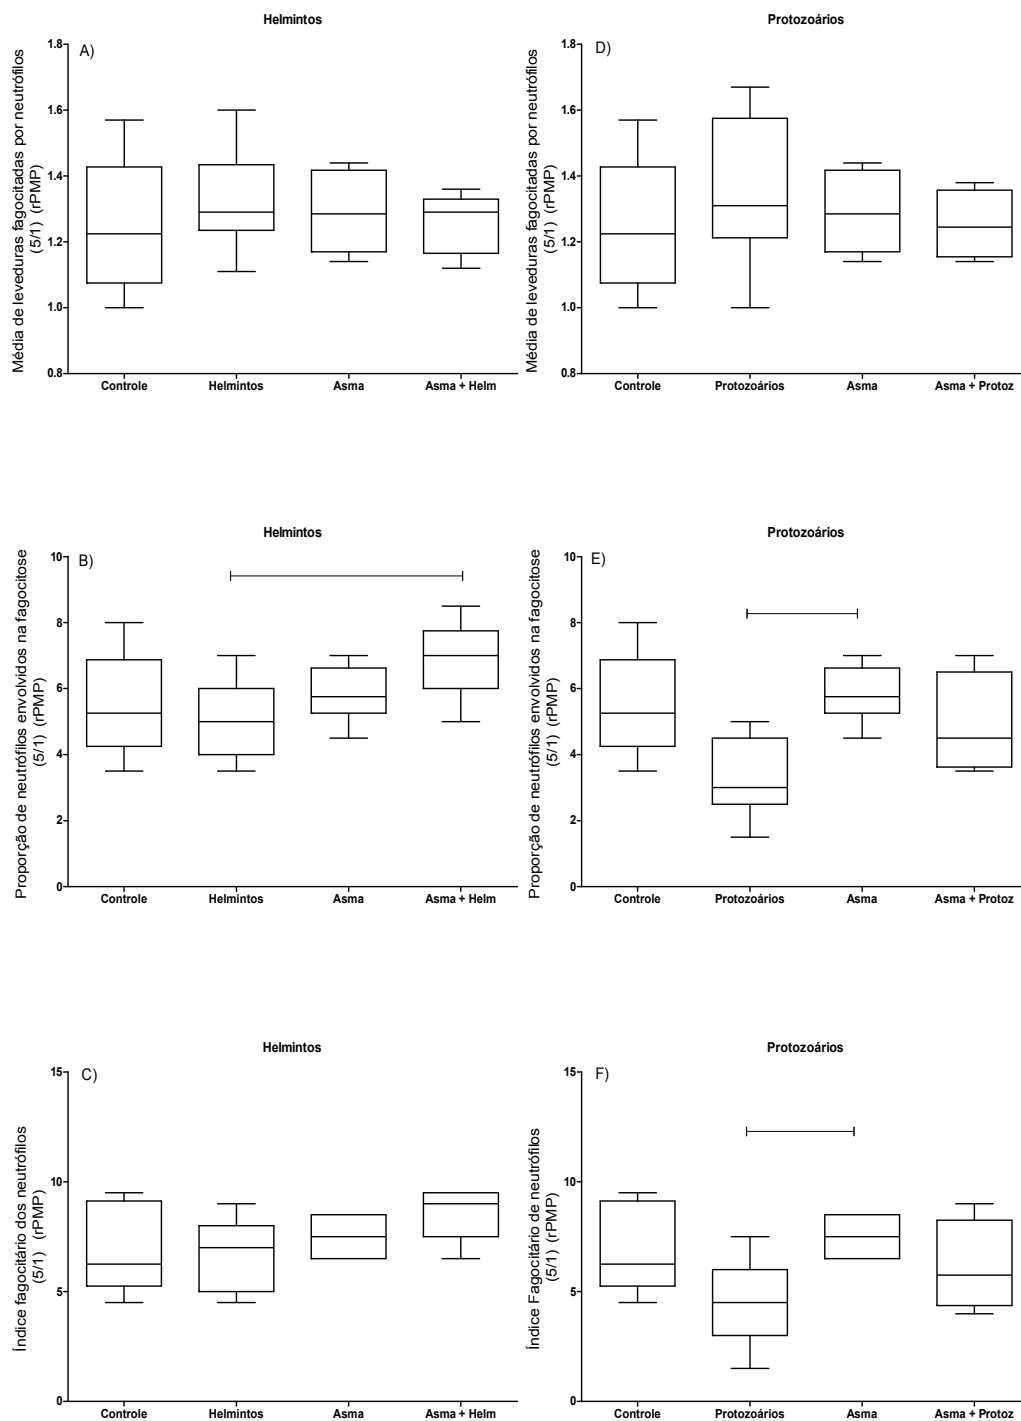 Helmintos
A)
Média de leveduras fagocitadas por neutrófilos
(5/1) (rPMP)
1.8
1.6
1.4
1.2
1.0
0.8
Controle
Helmintos
Asma
Asma + Helm
Protozoários
D)
Média de leveduras fagocitadas por neutrófilos
(5/1) (rPMP)
1.8
1.6
1.4
1.2
1.0
0.8
Controle
Protozoários
Asma
Asma + Protoz
Helmintos
B)
Proporção de neutrófilos envolvidos na fagocitose
(5/1) (rPMP)
10
8
6
4
2
0
Controle
Helmintos
Asma
Asma + Helm
Protozoários
E)
Proporção de neutrófilos envolvidos na fagocitose
(5/1) (rPMP)
10
8
6
4
2
0
Controle
Protozoários
Asma
Asma + Protoz
Helmintos
C)
Índice fagocitário dos neutrófilos
(5/1) (rPMP)
15
10
5
0
Controle
Helmintos
Asma
Asma + Helm
Protozoários
F)
Índice Fagocitário de neutrófilos
(5/1) (rPMP)
15
10
5
0
Controle
Protozoários
Asma
Asma + Protoz